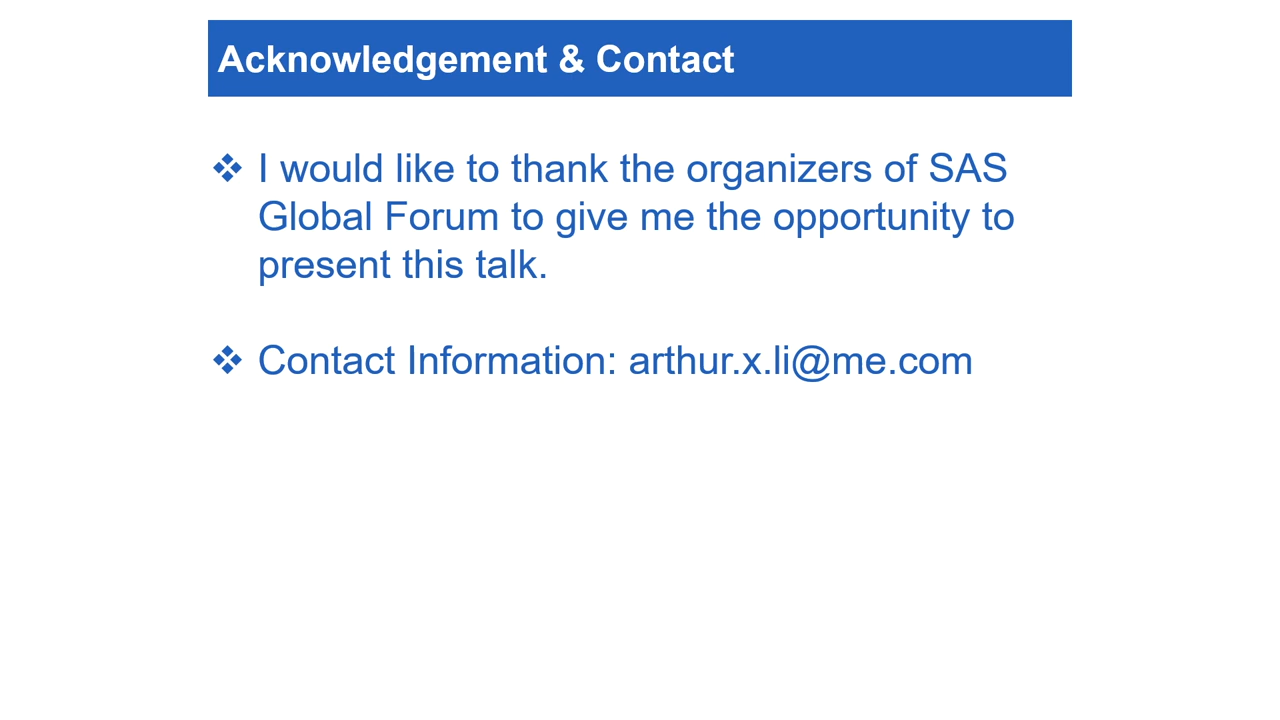 Acknowledgement & Contact
❖ I would like to thank the organizers of SAS
Global Forum to give me the opportunity to
present this talk.
❖ Contact Information: arthur.x.li@me.com